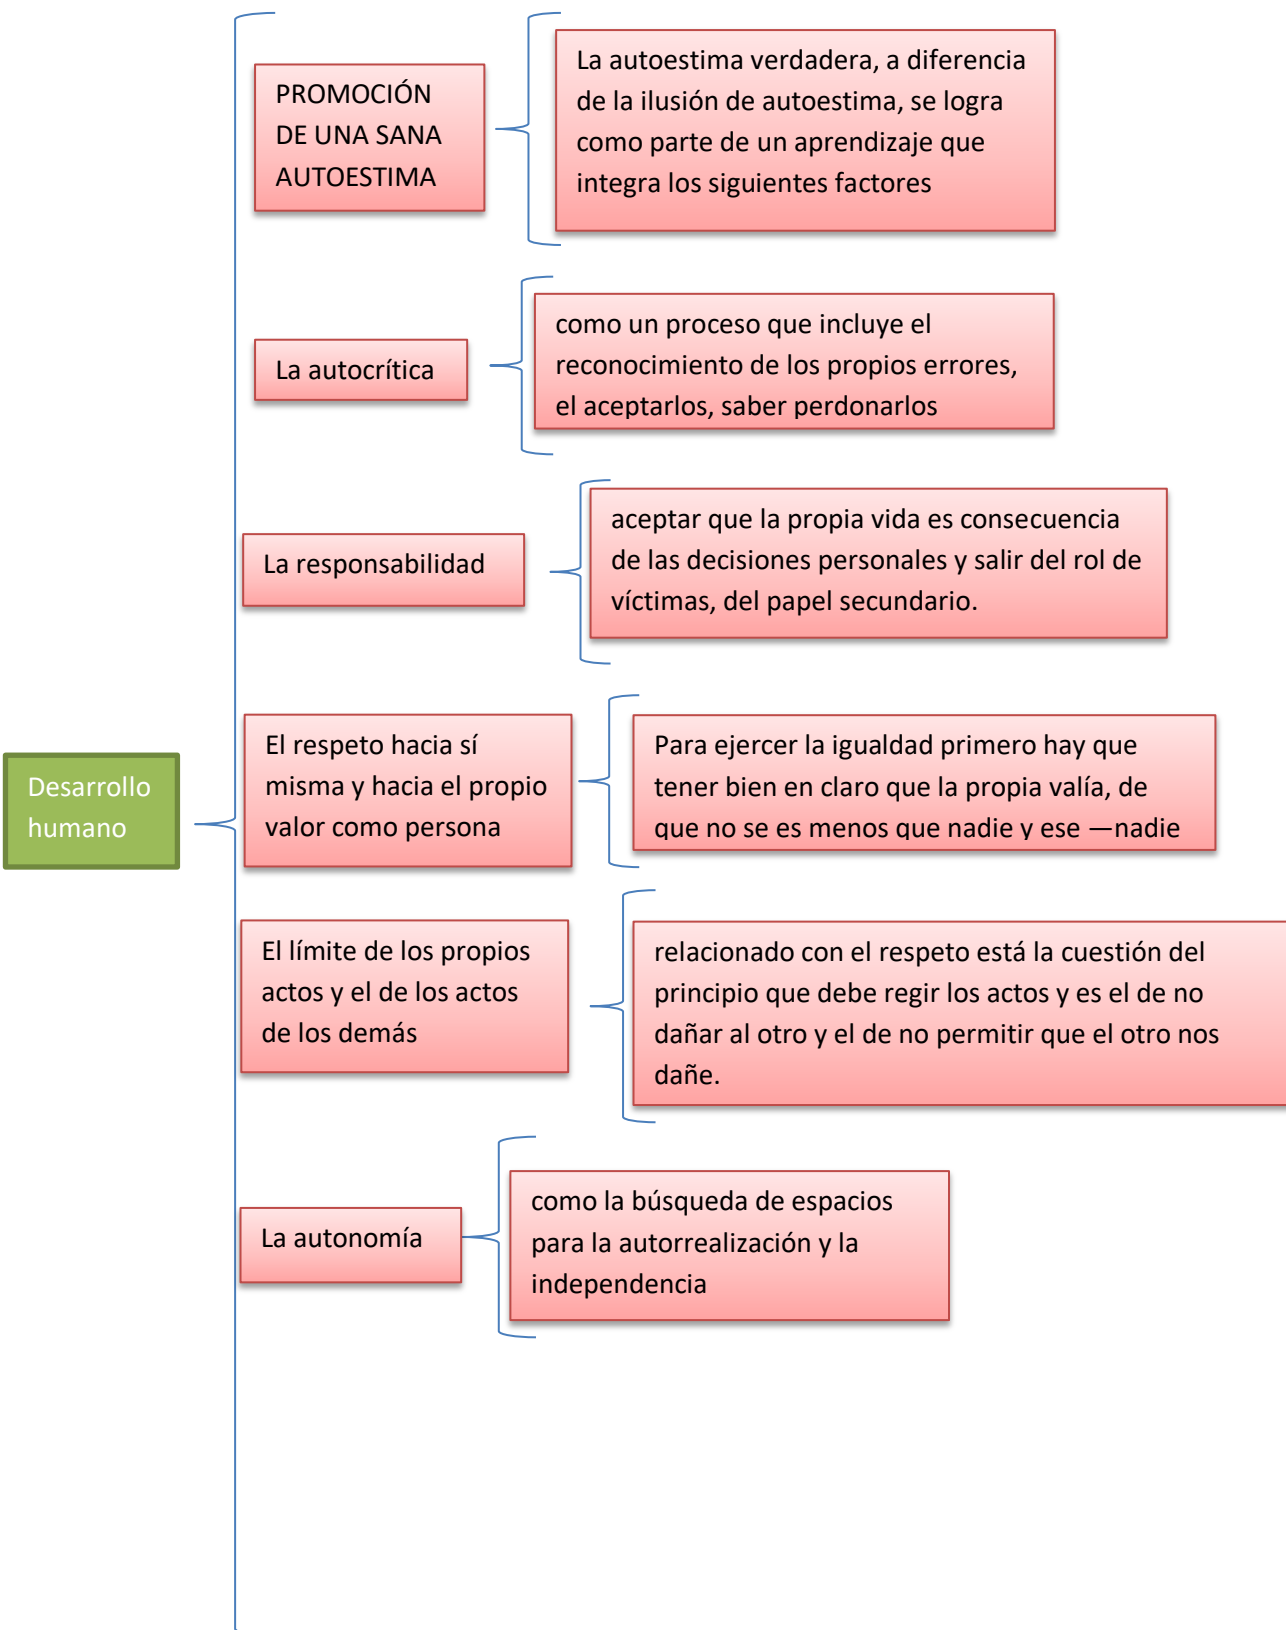 PROMOCIÓN
DE UNA SANA
AUTOESTIMA
La autoestima verdadera, a diferencia
de la ilusión de autoestima, se logra
como parte de un aprendizaje que
integra los siguientes factores
La autocrítica
como un proceso que incluye el
reconocimiento de los propios errores,
el aceptarlos, saber perdonarlos
La responsabilidad
aceptar que la propia vida es consecuencia
de las decisiones personales y salir del rol de
víctimas, del papel secundario.
Desarrollo
humano
El respeto hacia sí
misma y hacia el propio
valor como persona
Para ejercer la igualdad primero hay que
tener bien en claro que la propia valía, de
que no se es menos que nadie y ese —nadie
El límite de los propios
actos y el de los actos
de los demás
relacionado con el respeto está la cuestión del
principio que debe regir los actos y es el de no
dañar al otro y el de no permitir que el otro nos
dañe.
La autonomía
como la búsqueda de espacios
para la autorrealización y la
independencia